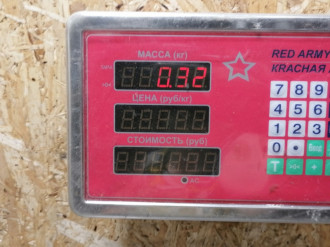 МАССА (кг)
0.32
ЦЕНА (руб/кг)
СТОИМОСТЬ (руб)
RED ARMY
КРАСНАЯ
7 8 9
4 5 6
1 2 3
0
T